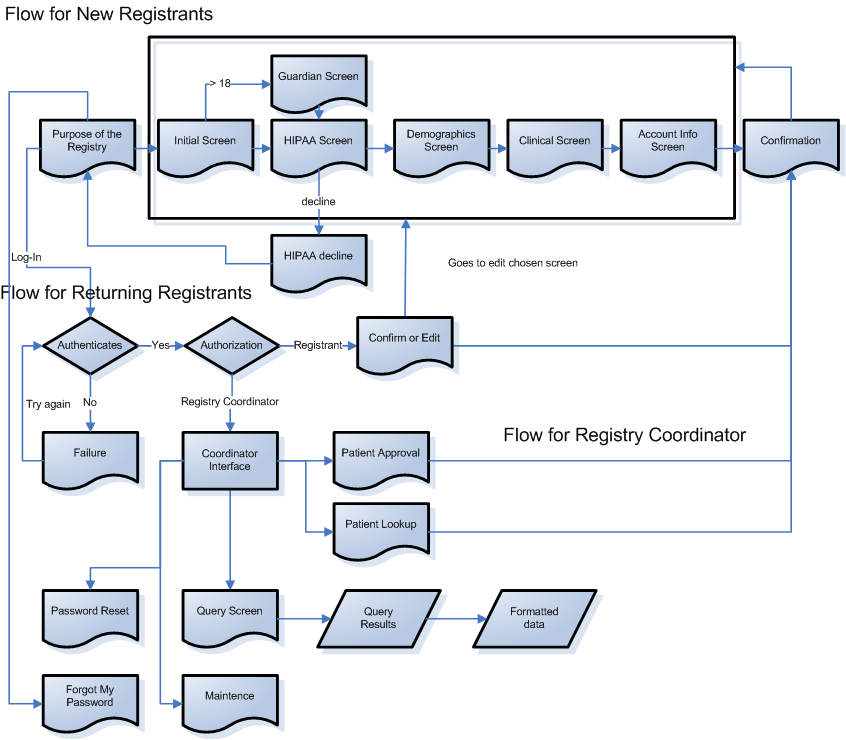 Flow for New Registrants
Guardian Screen
> 18
Purpose of the
Registry
Initial Screen
HIPAA Screen
Demographics
Screen
Clinical Screen
Account Info
Screen
Confirmation
decline
HIPAA decline
Log-In
Goes to edit chosen screen
Flow for Returning Registrants
Authenticates
Yes
Authorization
Registrant
Confirm or Edit
Try again
No
Registry Coordinator
Flow for Registry Coordinator
Failure
Coordinator
Interface
Patient Approval
Patient Lookup
Password Reset
Query Screen
Query
Results
Formatted
data
Forgot My
Password
Maintence